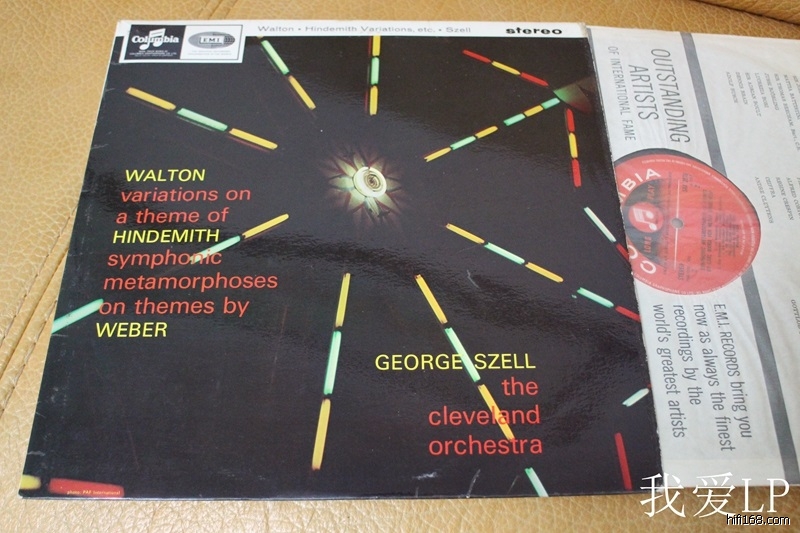 Columbia
EMI
Walton • Hindemith Variations, etc. • Szell
stereo
WALTON
variations on
a theme of
HINDEMITH
symphonic
metamorphoses
on themes by
WEBER
GEORGE SZELL
the
cleveland
orchestra
OUTSTANDING
ARTISTS
OF INTERNATIONAL FAME
E.M.I. RECORDS bring you
now as always the finest
recordings by the
world's greatest artists
我爱LP
hifi168.com